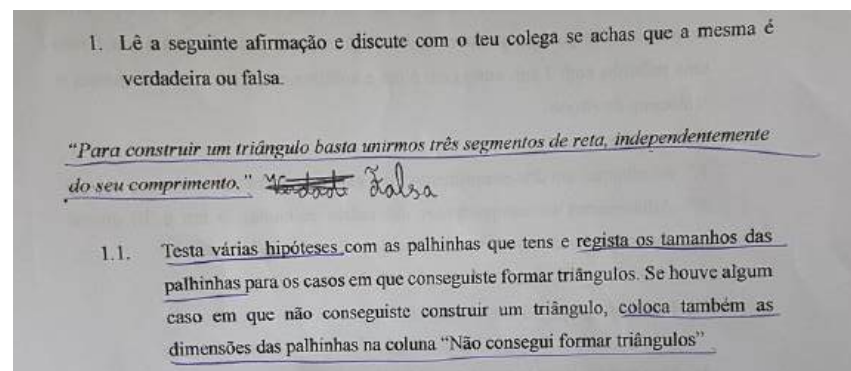 1. Lê a seguinte afirmação e discute com o teu colega se achas que a mesma é
verdadeira ou falsa.
“Para construir um triângulo basta unirmos três segmentos de reta, independentemente
do seu comprimento.” Falsa
1.1. Testa várias hipóteses com as palhinhas que tens e regista os tamanhos das
palhinhas para os casos em que conseguiste formar triângulos. Se houve algum
caso em que não conseguiste construir um triângulo, coloca também as
dimensões das palhinhas na coluna “Não consegui formar triângulos”